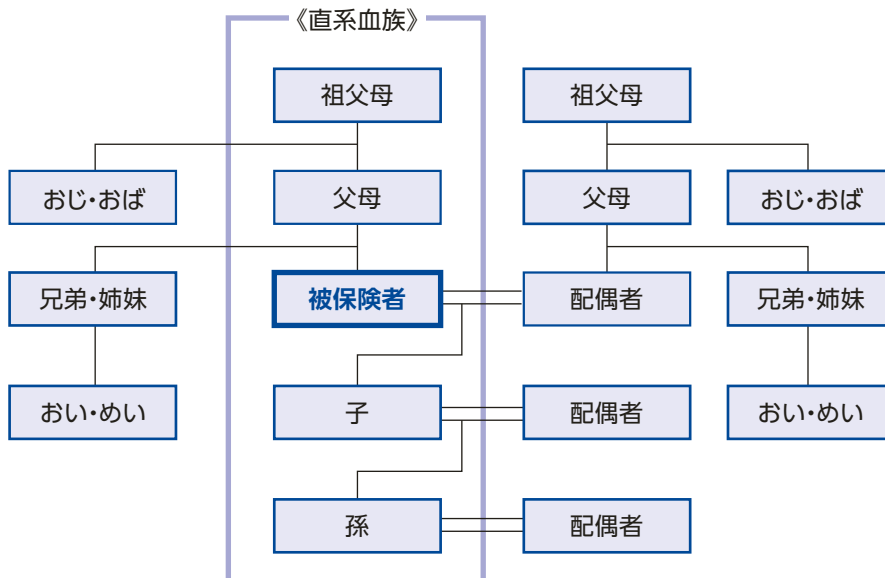 《直系血族》
祖父母
祖父母
おじ・おば
父母
父母
おじ・おば
兄弟・姉妹
被保険者
配偶者
兄弟・姉妹
おい・めい
子
配偶者
おい・めい
孫
配偶者